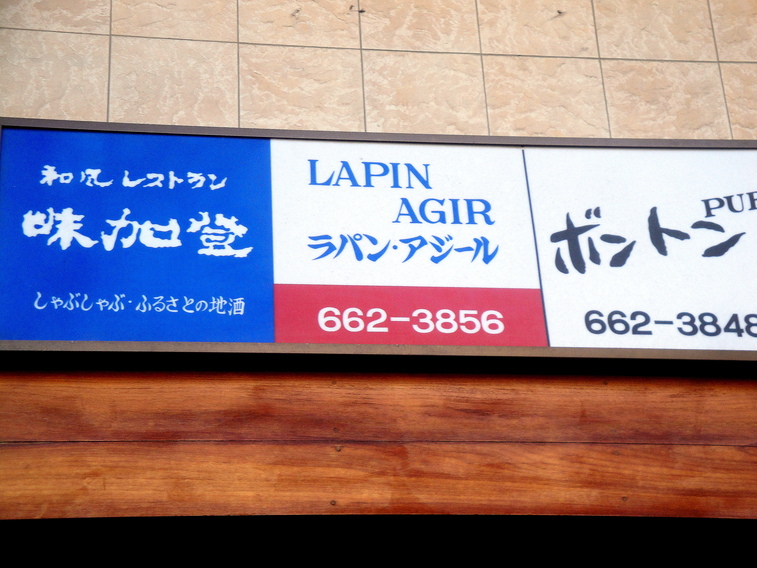 和風レストラン
味加登
しゃぶしゃぶ・ふるさとの地酒
LAPIN
AGIR
ラパン・アジール
662-3856
PUB
ボントン
662-3848